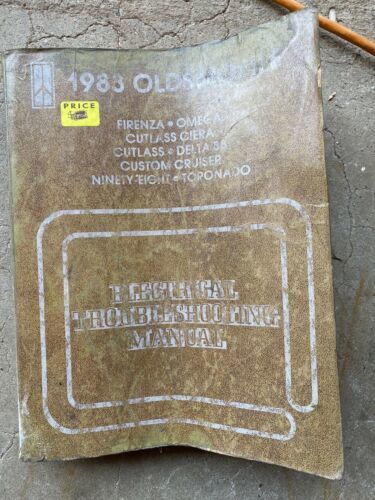 1983 OLDS
PRICE
FIRENZA • OMEGA
CUTLASS CIERA
CUTLASS • DELTA 88
CUSTOM CRUISER
NINETY-EIGHT • TORONADO
ELECTRICAL
TROUBLESHOOTING
MANUAL